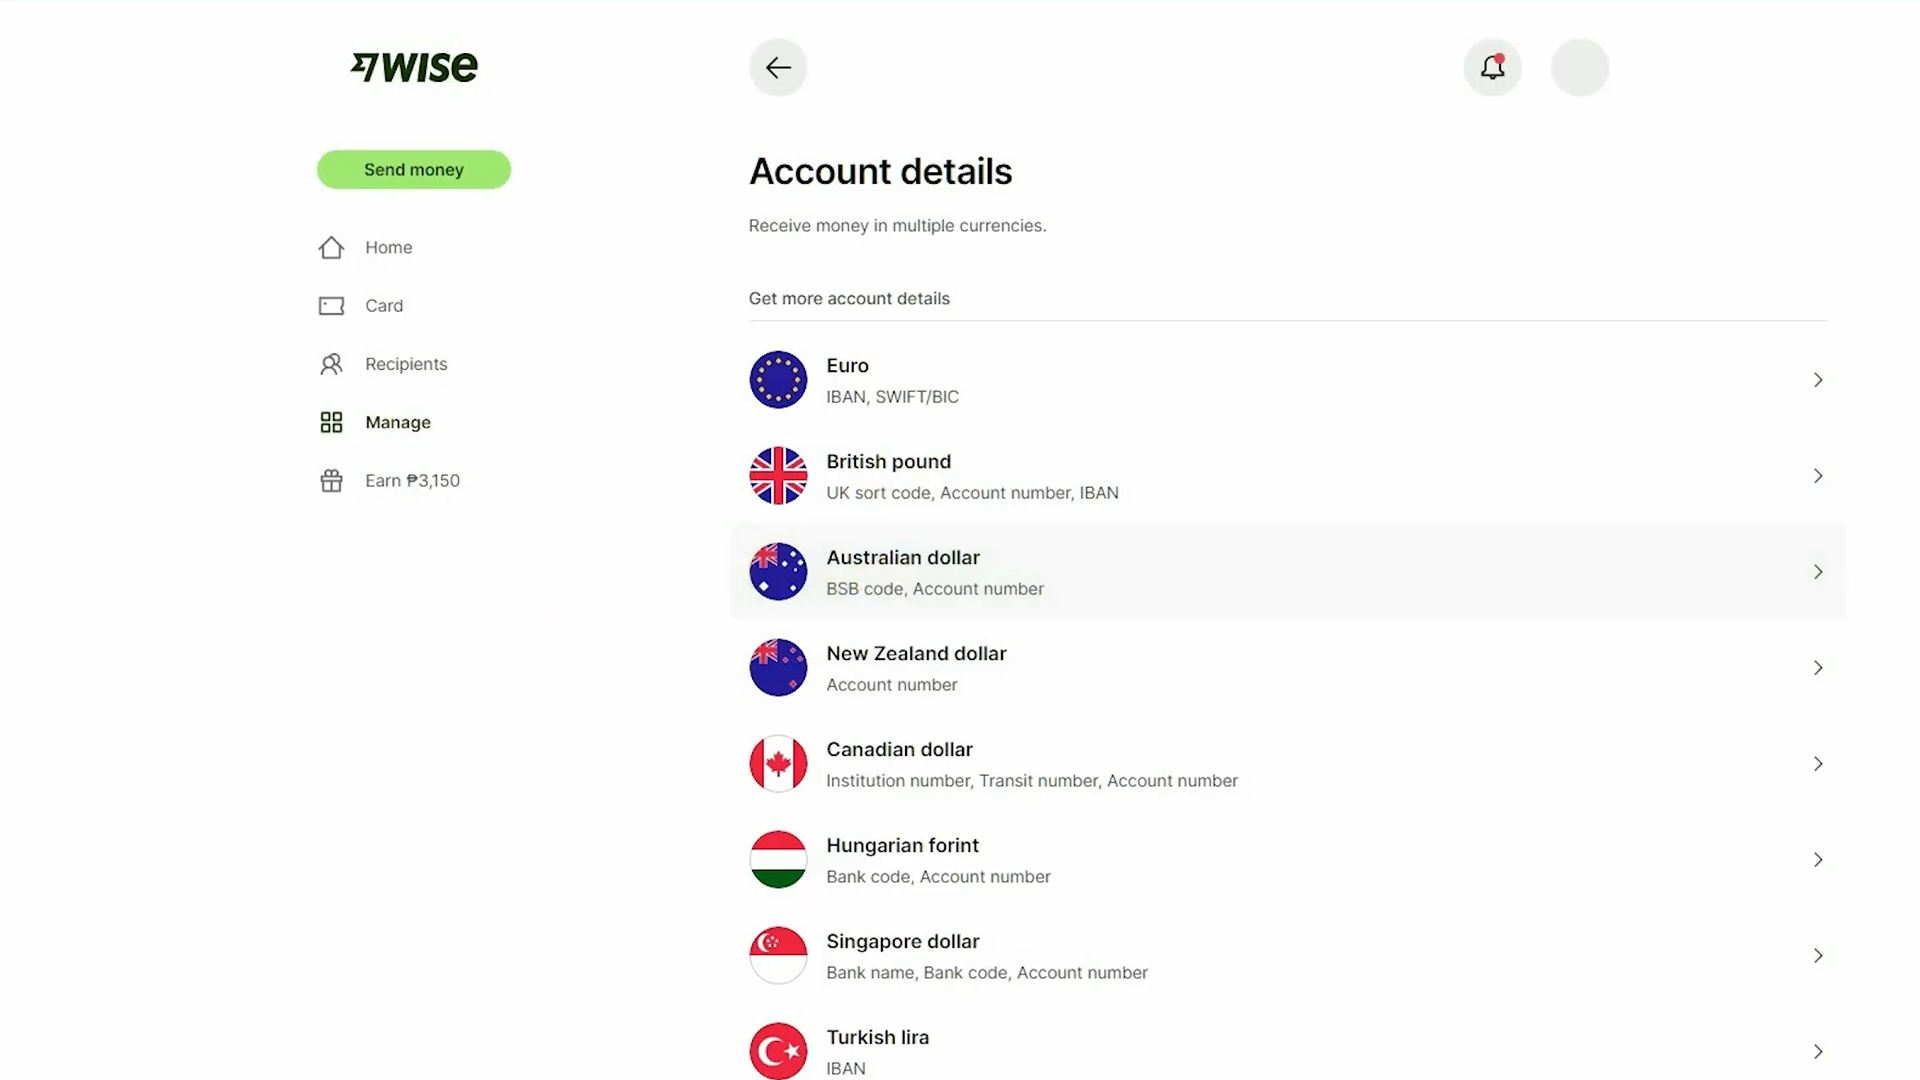 WISE
Send money
Home
Card
Recipients
Manage
Earn ₱3,150
Account details
Receive money in multiple currencies.
Get more account details
Euro
IBAN, SWIFT/BIC
British pound
UK sort code, Account number, IBAN
Australian dollar
BSB code, Account number
New Zealand dollar
Account number
Canadian dollar
Institution number, Transit number, Account number
Hungarian forint
Bank code, Account number
Singapore dollar
Bank name, Bank code, Account number
Turkish lira
IBAN